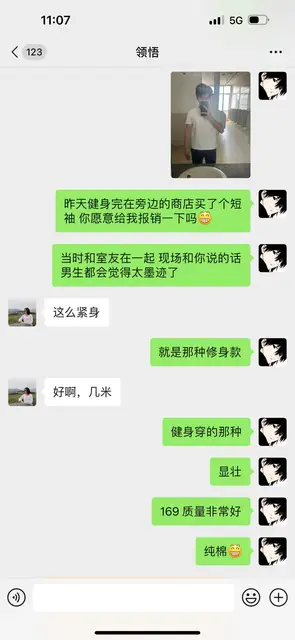 11:07
5G
123
领悟
昨天健身完在旁边的商店买了个短
袖 你愿意给我报销一下吗😁
当时和室友在一起 现场和你说的话
男生都会觉得太墨迹了
这么紧身
就是那种修身款
好啊，几米
健身穿的那种
显壮
169 质量非常好
纯棉😁